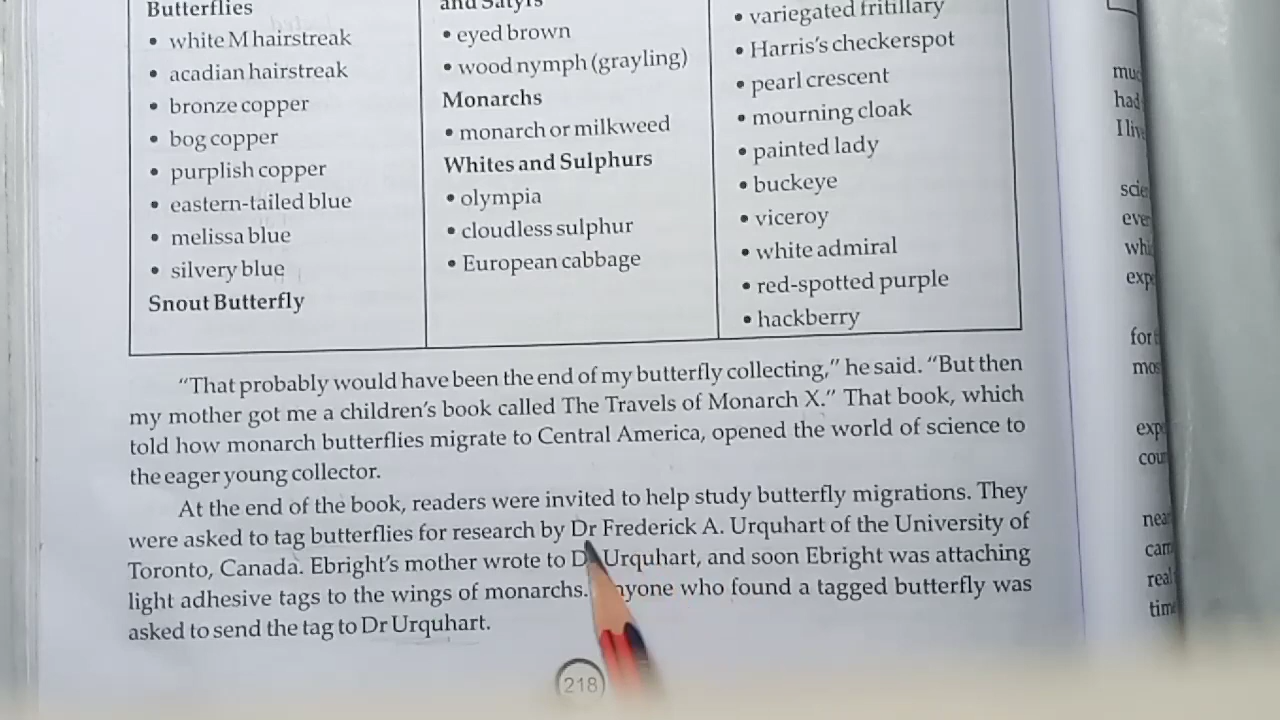 Butterflies
• white M hairstreak
• acadian hairstreak
• bronze copper
• bog copper
• purplish copper
• eastern-tailed blue
• melissa blue
• silvery blue
Snout Butterfly
and Satyrs
• eyed brown
• wood nymph (grayling)
Monarchs
• monarch or milkweed
Whites and Sulphurs
• olympia
• cloudless sulphur
• European cabbage
• variegated fritillary
• Harris's checkerspot
• pearl crescent
• mourning cloak
• painted lady
• buckeye
• viceroy
• white admiral
• red-spotted purple
• hackberry
"That probably would have been the end of my butterfly collecting," he said. "But then
my mother got me a children's book called The Travels of Monarch X." That book, which
told how monarch butterflies migrate to Central America, opened the world of science to
the eager young collector.
At the end of the book, readers were invited to help study butterfly migrations. They
were asked to tag butterflies for research by Dr Frederick A. Urquhart of the University of
Toronto, Canada. Ebright's mother wrote to Urquhart, and soon Ebright was attaching
light adhesive tags to the wings of monarchs. who found a tagged butterfly was
asked to send the tag to Dr Urquhart.
218
had
I liv